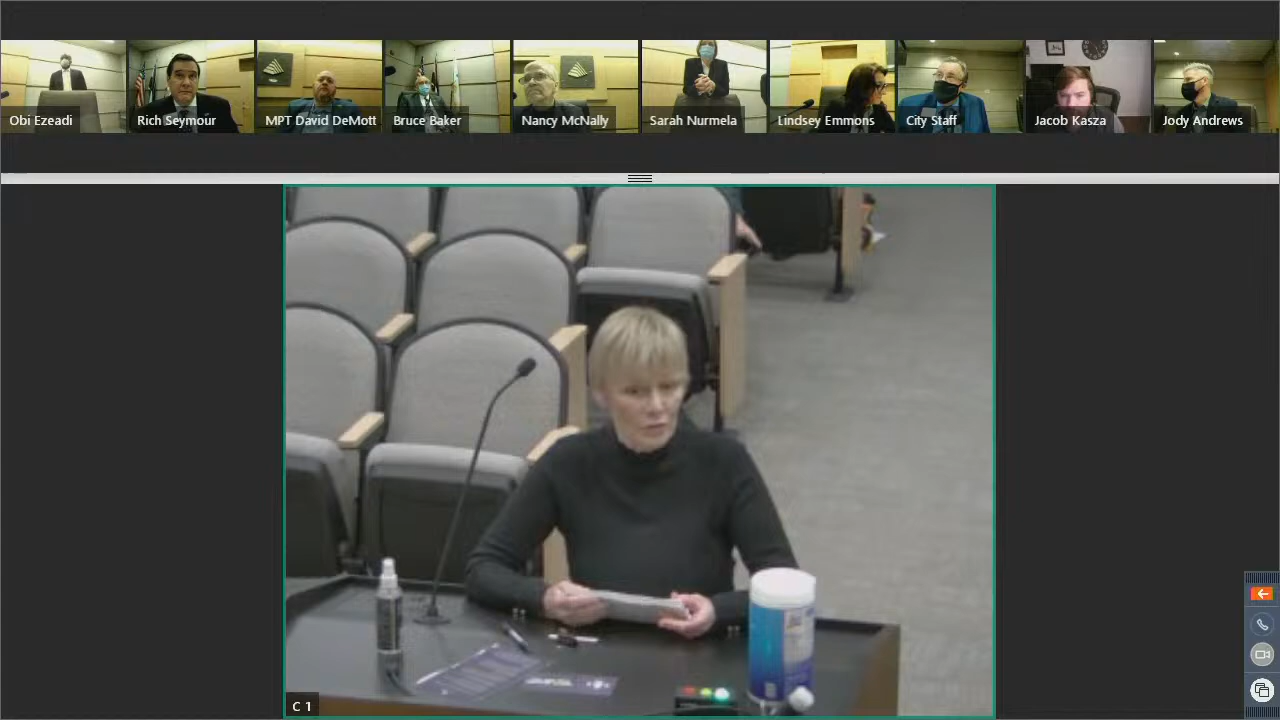 Obi Ezeadi
Rich Seymour
MPT David DeMott
Bruce Baker
Nancy McNally
Sarah Nurmela
Lindsey Emmons
City Staff
Jacob Kasza
Jody Andrews
C 1